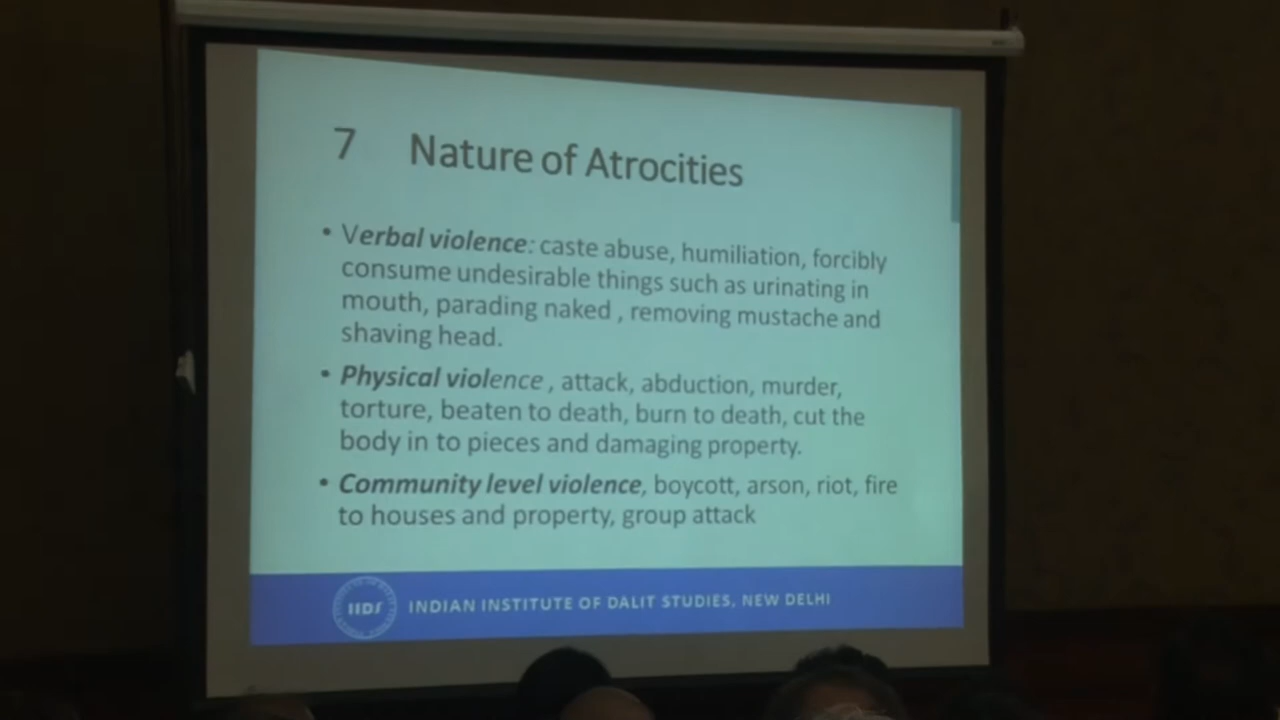 7 Nature of Atrocities
• Verbal violence: caste abuse, humiliation, forcibly
consume undesirable things such as urinating in
mouth, parading naked , removing mustache and
shaving head.
• Physical violence , attack, abduction, murder,
torture, beaten to death, burn to death, cut the
body in to pieces and damaging property.
• Community level violence, boycott, arson, riot, fire
to houses and property, group attack
IIDS
INDIAN INSTITUTE OF DALIT STUDIES, NEW DELHI